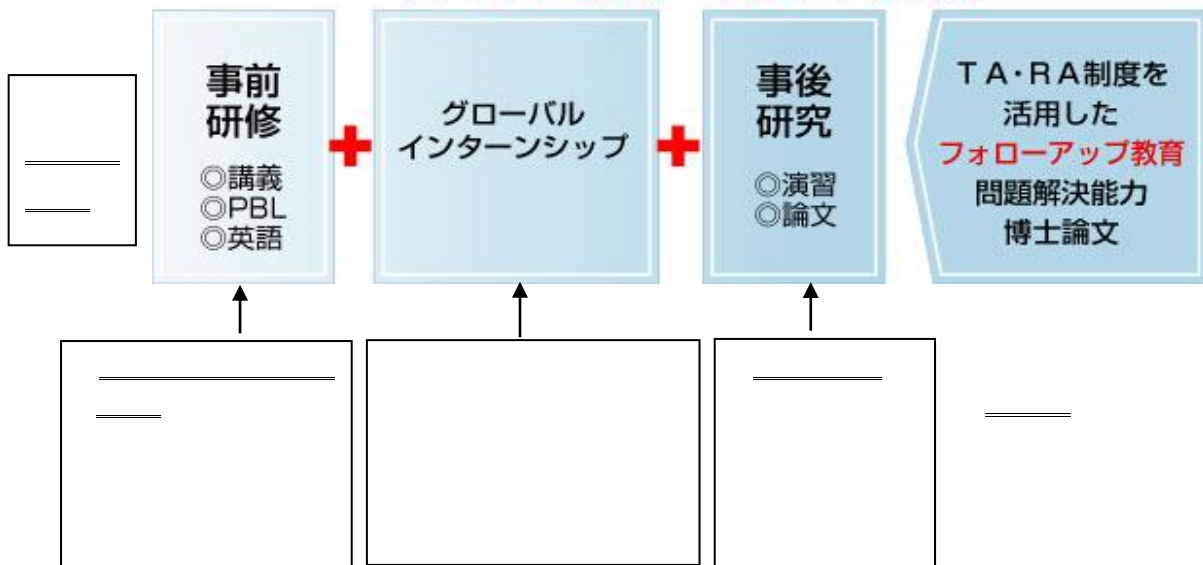 事前
研修
◎講義
◎PBL
◎英語
グローバル
インターンシップ
事後
研究
◎演習
◎論文
TA・RA制度を
活用した
フォローアップ教育
問題解決能力
博士論文